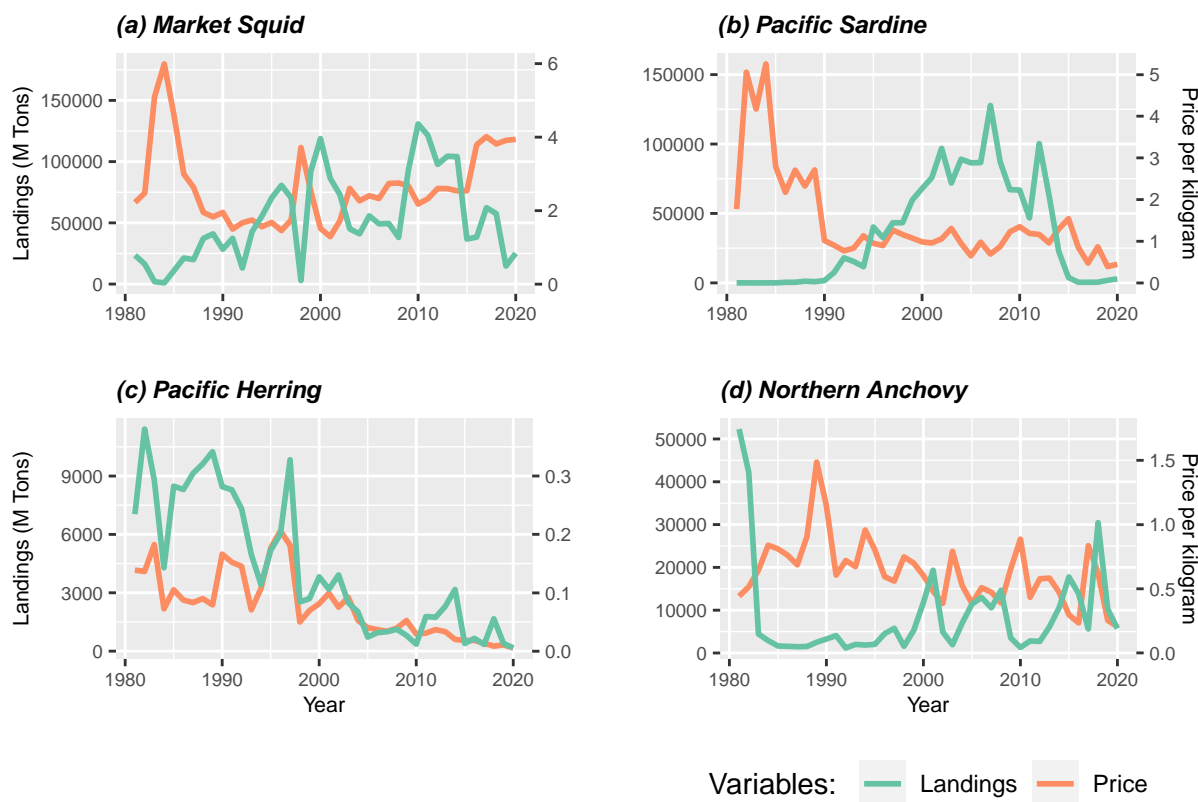 (a) Market Squid
Landings (M Tons)
150000
100000
50000
0
6
4
2
0
1980 1990 2000 2010 2020
(b) Pacific Sardine
150000
100000
50000
0
5
4
3
2
1
0
Price per kilogram
1980 1990 2000 2010 2020
(c) Pacific Herring
Landings (M Tons)
9000
6000
3000
0
0.3
0.2
0.1
0.0
1980 1990 2000 2010 2020
Year
(d) Northern Anchovy
50000
40000
30000
20000
10000
0
1.5
1.0
0.5
0.0
Price per kilogram
1980 1990 2000 2010 2020
Year
Variables: Landings Price